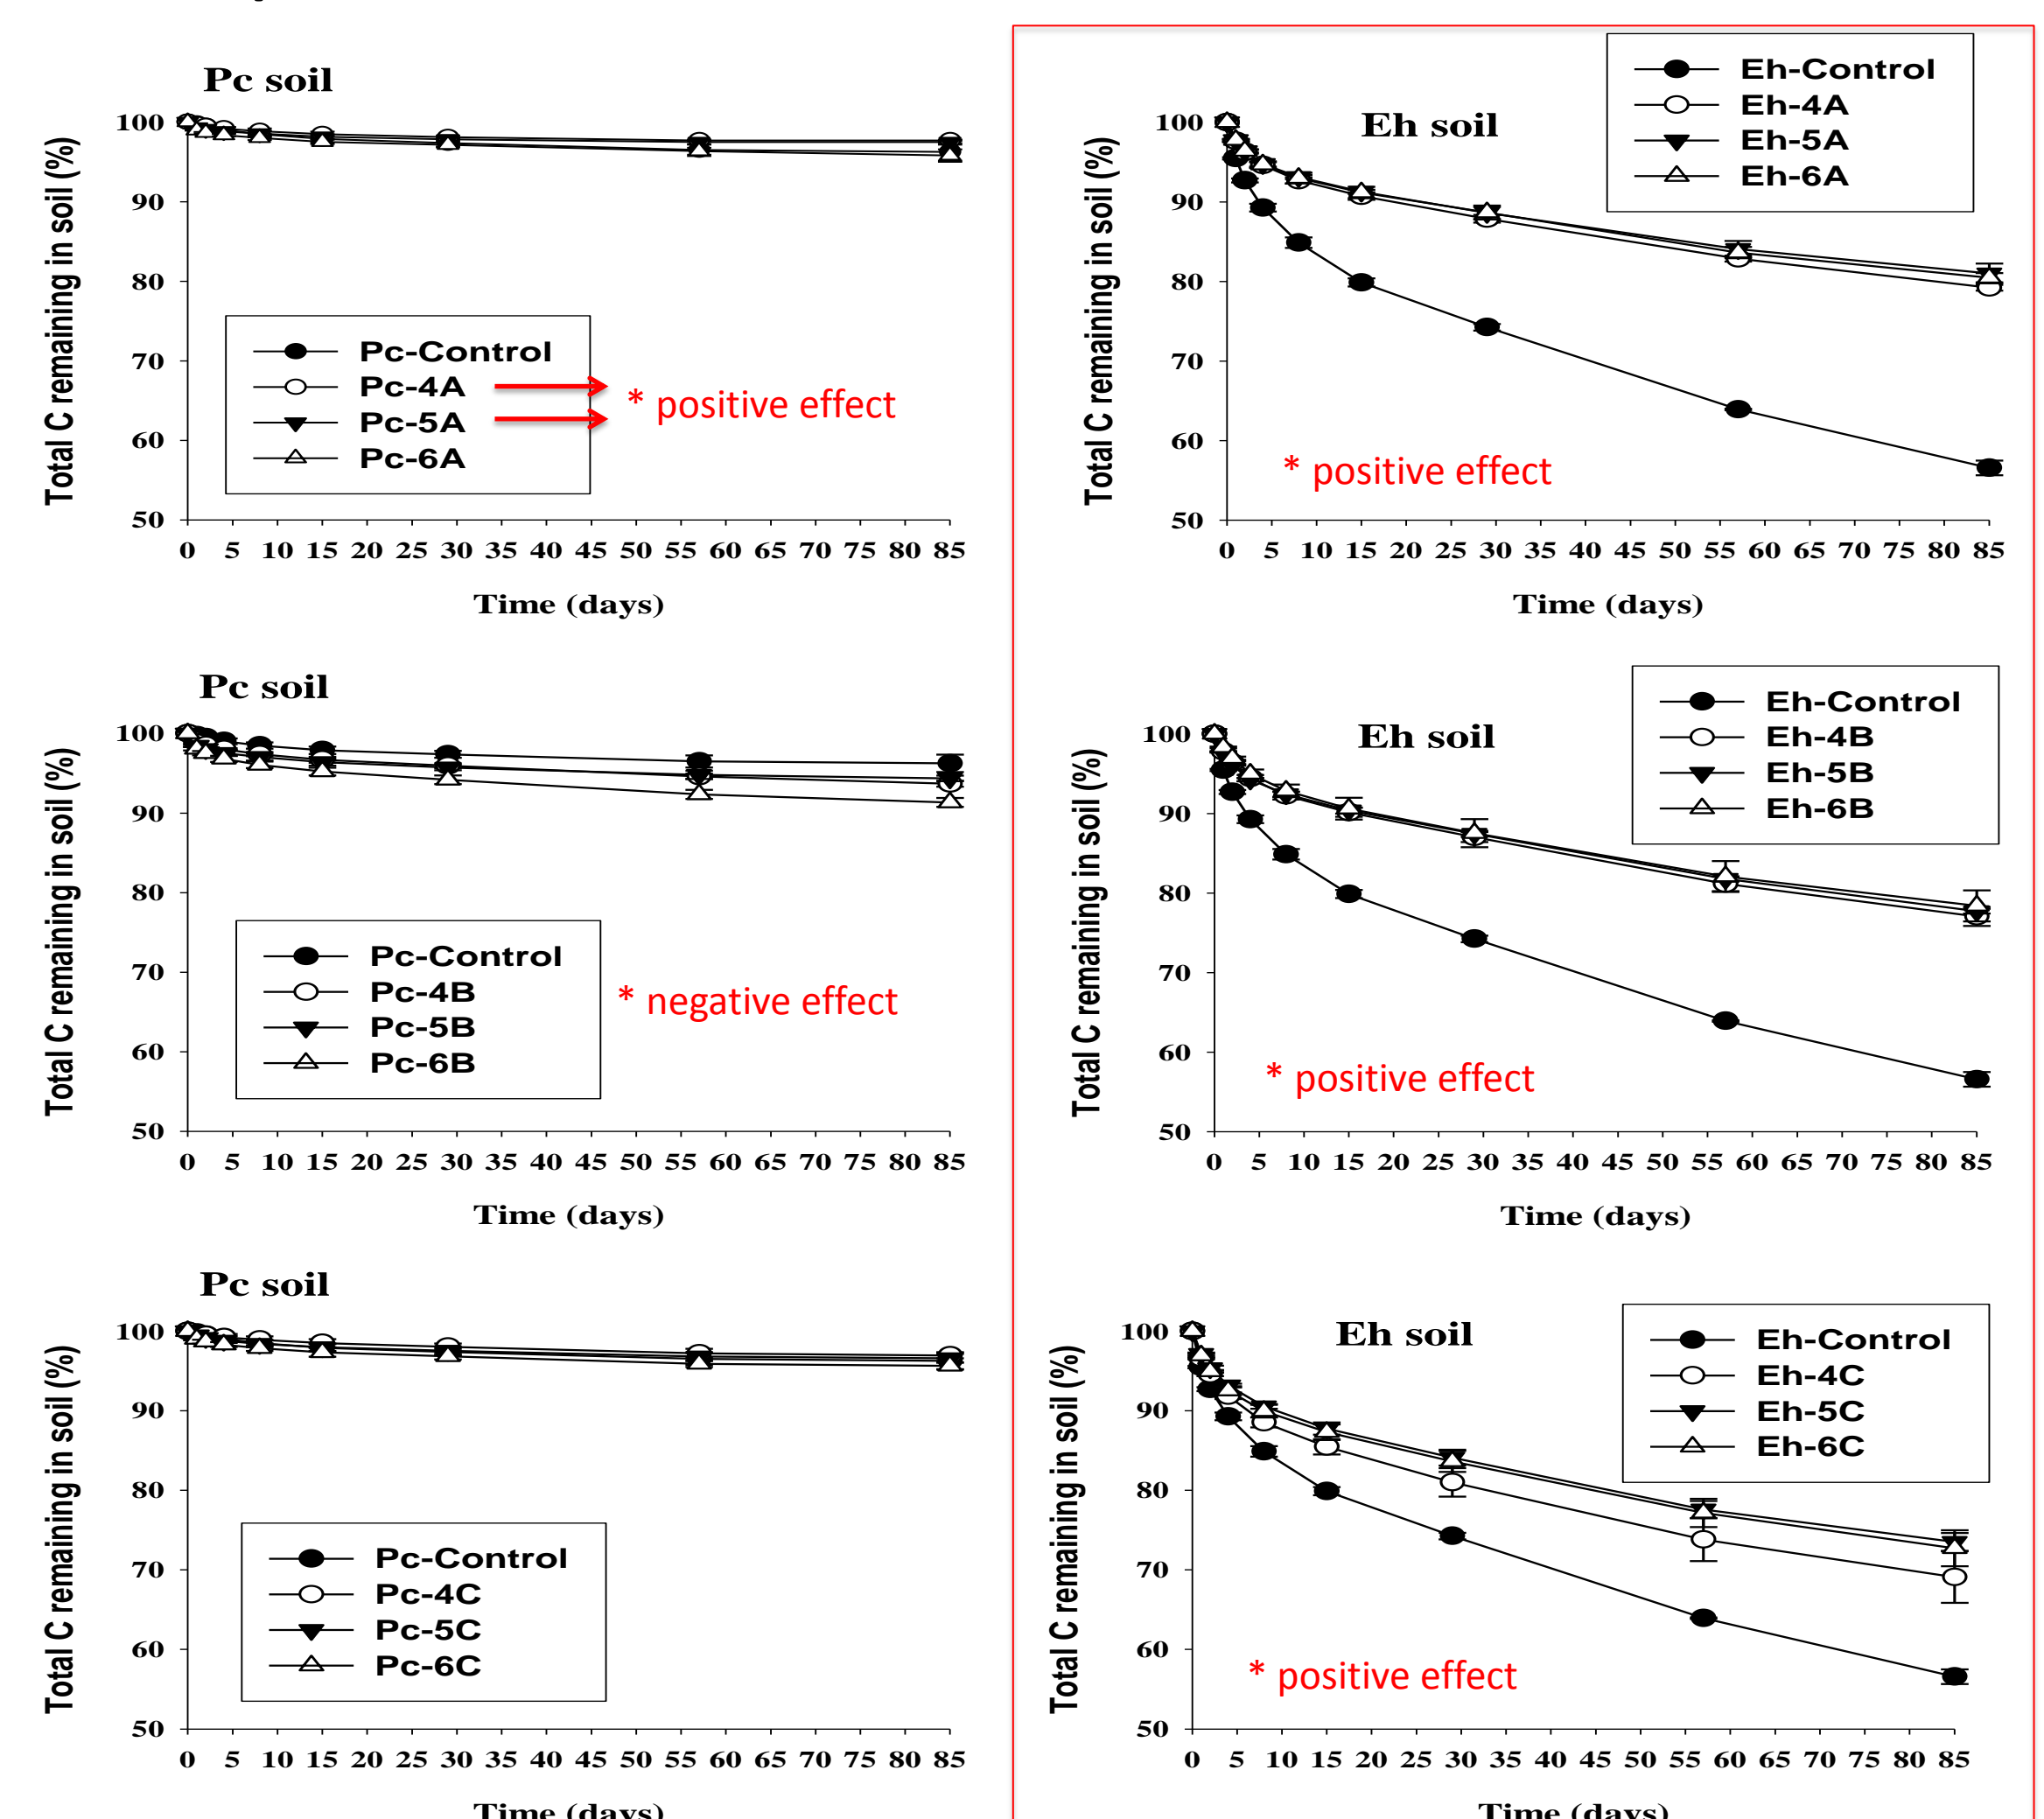 Pc soil
100
90
80
70
60
50
Total C remaining in soil (%)
Pc-Control
Pc-4A
Pc-5A
Pc-6A
* positive effect
0 5 10 15 20 25 30 35 40 45 50 55 60 65 70 75 80 85
Time (days)
Eh soil
100
90
80
70
60
50
Total C remaining in soil (%)
Eh-Control
Eh-4A
Eh-5A
Eh-6A
* positive effect
0 5 10 15 20 25 30 35 40 45 50 55 60 65 70 75 80 85
Time (days)
Pc soil
100
90
80
70
60
50
Total C remaining in soil (%)
Pc-Control
Pc-4B
Pc-5B
Pc-6B
* negative effect
0 5 10 15 20 25 30 35 40 45 50 55 60 65 70 75 80 85
Time (days)
Eh soil
100
90
80
70
60
50
Total C remaining in soil (%)
Eh-Control
Eh-4B
Eh-5B
Eh-6B
* positive effect
0 5 10 15 20 25 30 35 40 45 50 55 60 65 70 75 80 85
Time (days)
Pc soil
100
90
80
70
60
50
Total C remaining in soil (%)
Pc-Control
Pc-4C
Pc-5C
Pc-6C
0 5 10 15 20 25 30 35 40 45 50 55 60 65 70 75 80 85
Time (days)
Eh soil
100
90
80
70
60
50
Total C remaining in soil (%)
Eh-Control
Eh-4C
Eh-5C
Eh-6C
* positive effect
0 5 10 15 20 25 30 35 40 45 50 55 60 65 70 75 80 85
Time (days)